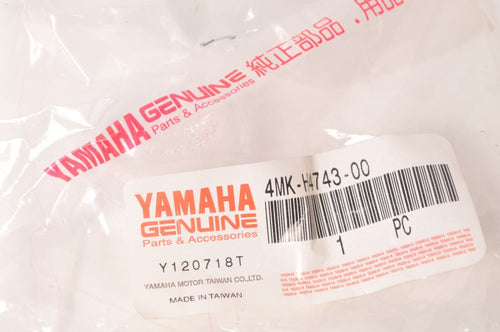 YAMAHA GENUINE 純正部品,用
Parts & Accessories
YAMAHA
GENUINE
Parts & Accessories
4MK-H4743-00
1 PC
Y120718T
YAMAHA MOTOR TAIWAN CO.,LTD.
MADE IN TAIWAN